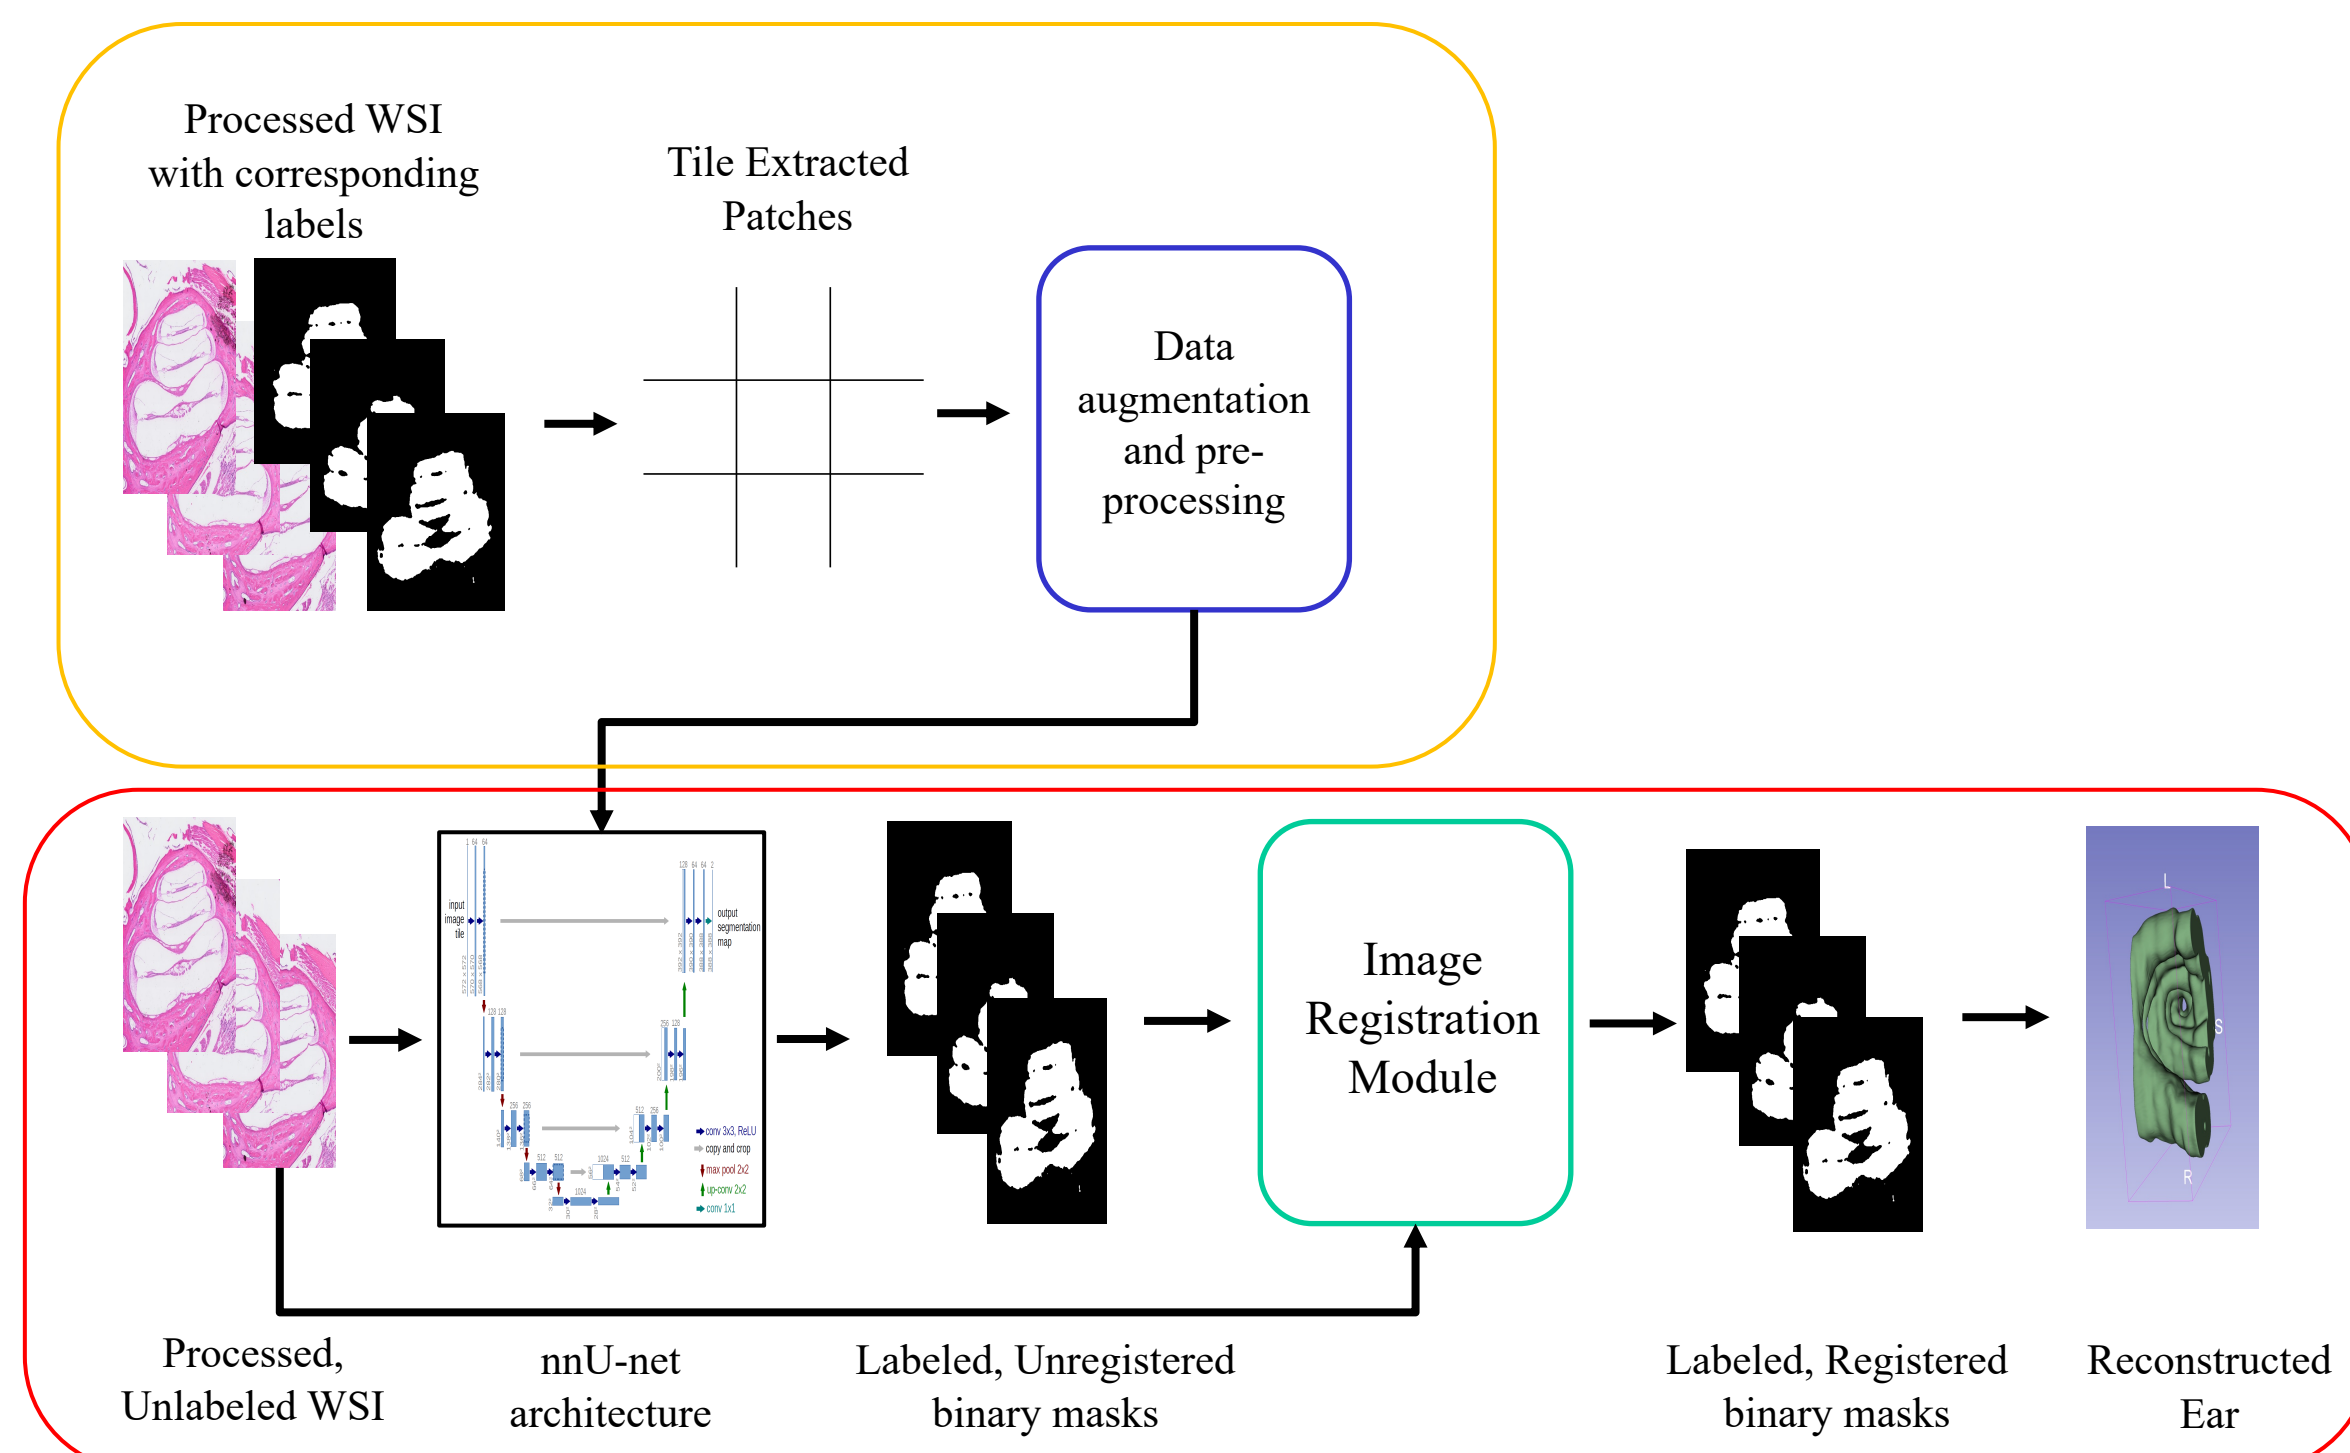 Processed WSI
with corresponding
labels
Tile Extracted
Patches
Data
augmentation
and pre-
processing
input
image
tile
output
segmentation
map
conv 3x3, ReLU
copy and crop
max pool 2x2
up-conv 2x2
conv 1x1
Image
Registration
Module
L
S
R
Processed,
Unlabeled WSI
nnU-net
architecture
Labeled, Unregistered
binary masks
Labeled, Registered
binary masks
Reconstructed
Ear